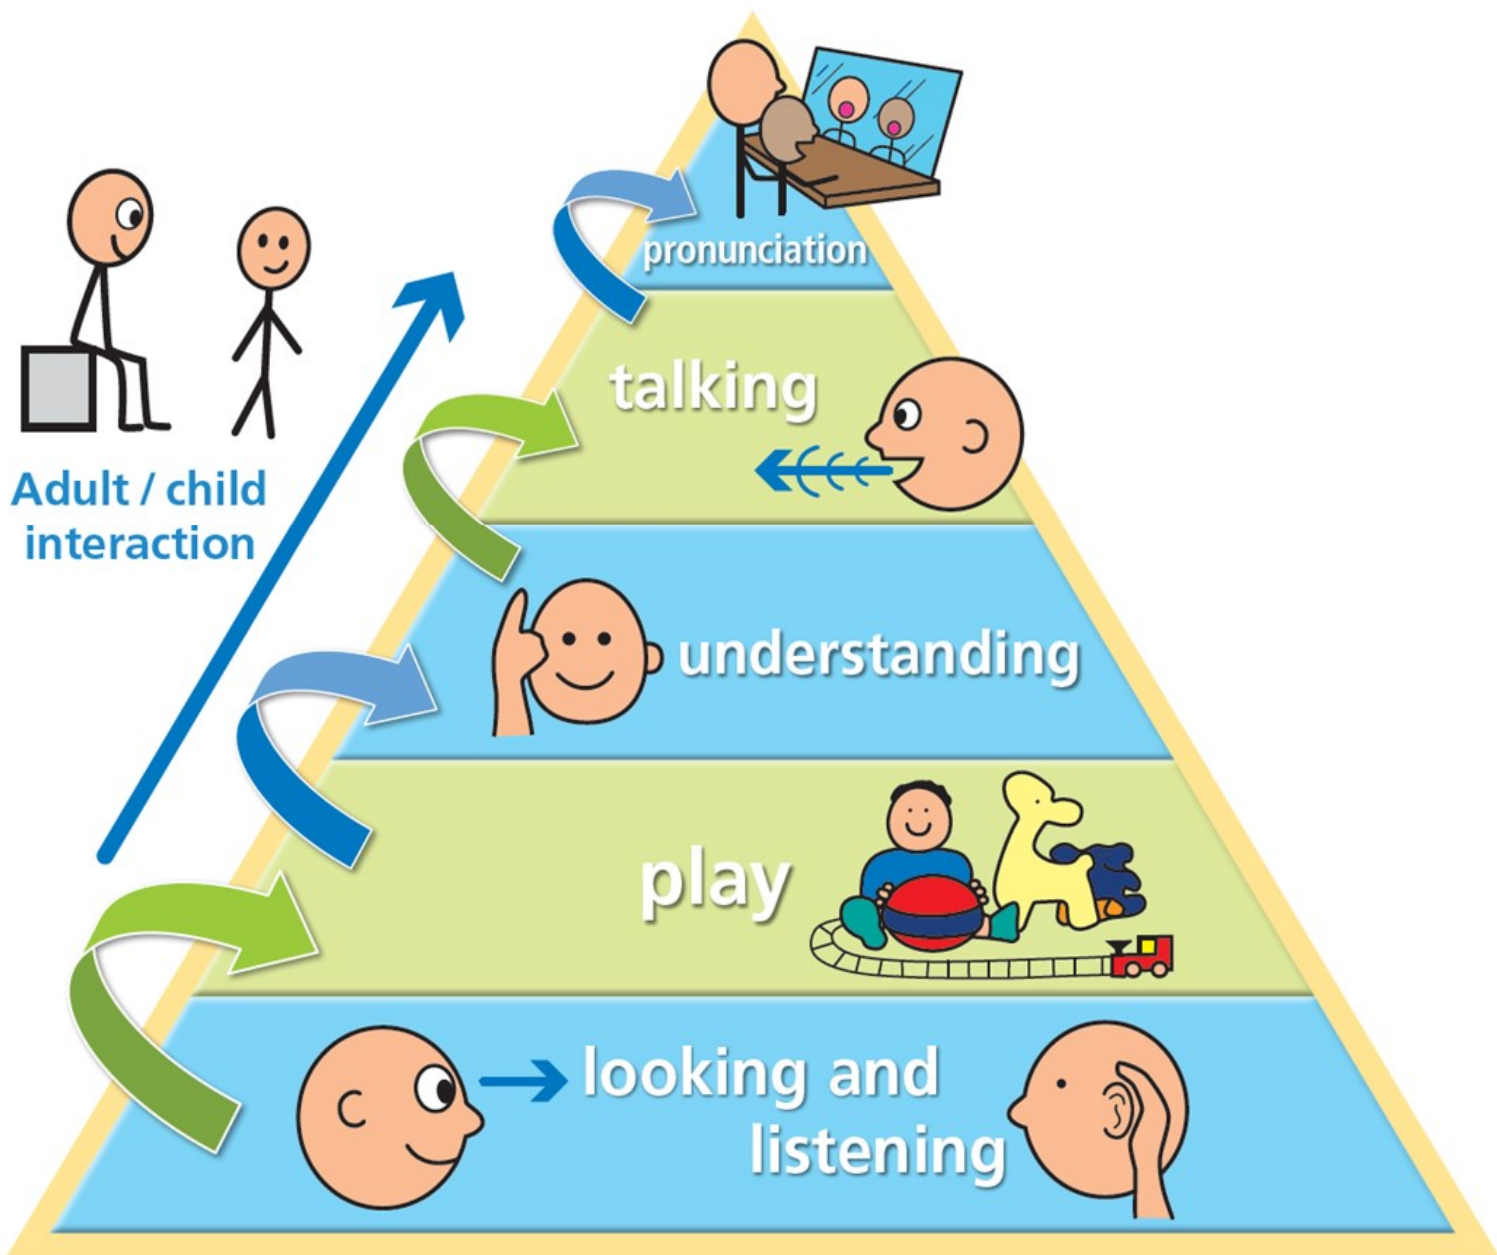 pronunciation
talking
Adult / child
interaction
understanding
play
looking and
listening